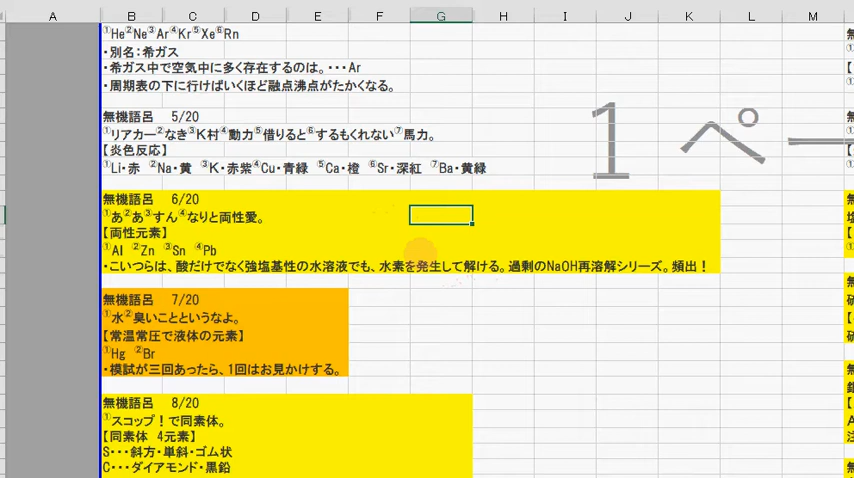 A B C D E F G H I J K L M
①He②Ne③Ar④Kr⑤Xe⑥Rn
・別名：希ガス
・希ガス中で空気中に多く存在するのは。・・・Ar
・周期表の下に行けばいくほど融点沸点がたかくなる。
無機語呂 5/20
①リアカー②なき③K村④動力⑤借りると⑥するもくれない⑦馬力。
【炎色反応】
①Li・赤 ②Na・黄 ③K・赤紫④Cu・青緑 ⑤Ca・橙 ⑥Sr・深紅 ⑦Ba・黄緑
1 ペー
無機語呂 6/20
①あ②あ③すん④なりと両性愛。
【両性元素】
①Al ②Zn ③Sn ④Pb
・こいつらは、酸だけでなく強塩基性の水溶液でも、水素を発生して解ける。過剰のNaOH再溶解シリーズ。頻出！
無機語呂 7/20
①水②臭いことというなよ。
【常温常圧で液体の元素】
①Hg ②Br
・模試が三回あったら、1回はお見かけする。
無機語呂 8/20
①スコップ！で同素体。
【同素体 4元素】
S・・・斜方・単斜・ゴム状
C・・・ダイアモンド・黒鉛